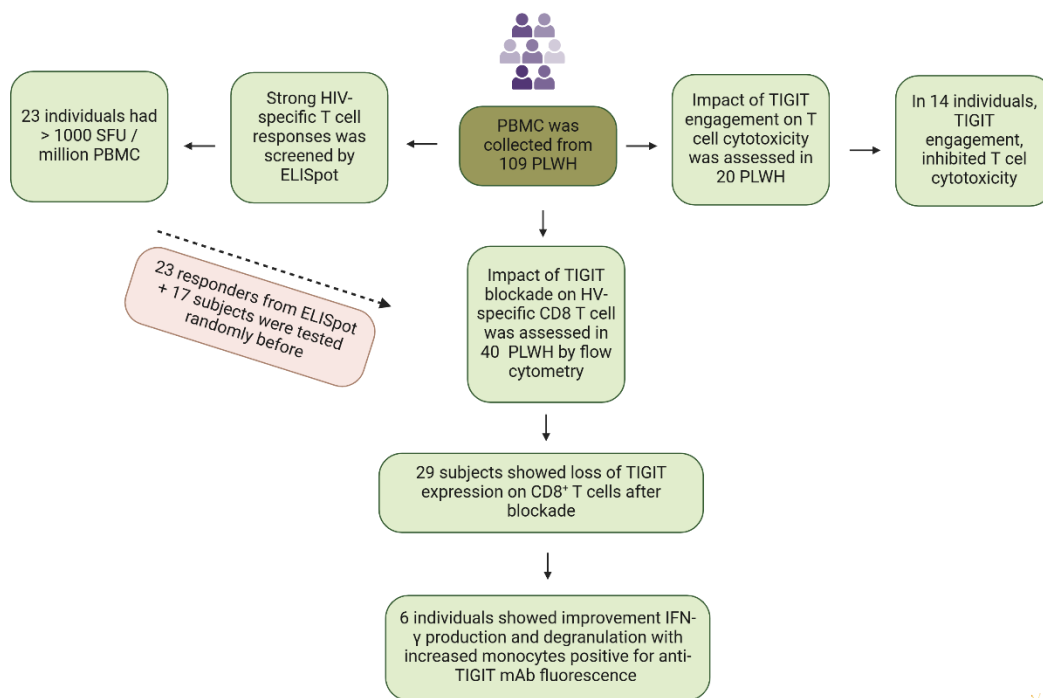 23 individuals had
> 1000 SFU /
million PBMC
Strong HIV-
specific T cell
responses was
screened by
ELISpot
PBMC was
collected from
109 PLWH
Impact of TIGIT
engagement on T
cell cytotoxicity
was assessed in
20 PLWH
In 14 individuals,
TIGIT
engagement,
inhibited T cell
cytotoxicity
23 responders from ELISpot
+ 17 subjects were tested
randomly before
Impact of TIGIT
blockade on HV-
specific CD8 T cell
was assessed in
40 PLWH by flow
cytometry
29 subjects showed loss of TIGIT
expression on CD8⁺ T cells after
blockade
6 individuals showed improvement IFN-
γ production and degranulation with
increased monocytes positive for anti-
TIGIT mAb fluorescence